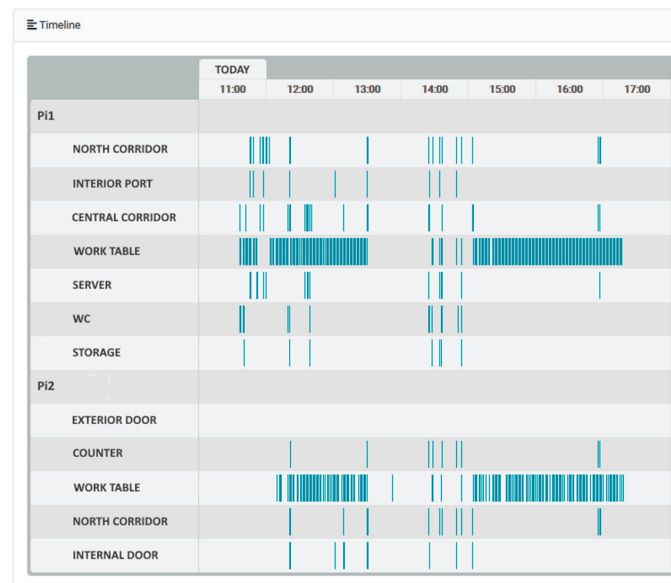 Timeline
TODAY
11:00 12:00 13:00 14:00 15:00 16:00 17:00
Pi1
NORTH CORRIDOR
INTERIOR PORT
CENTRAL CORRIDOR
WORK TABLE
SERVER
WC
STORAGE
Pi2
EXTERIOR DOOR
COUNTER
WORK TABLE
NORTH CORRIDOR
INTERNAL DOOR